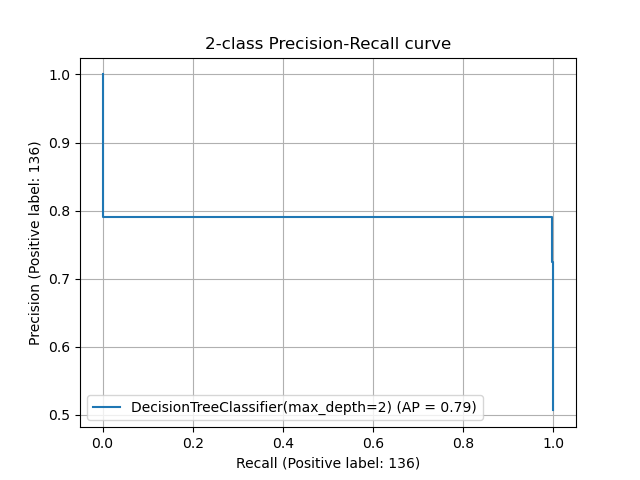 2-class Precision-Recall curve
1.0
0.9
0.8
0.7
0.6
0.5
Precision (Positive label: 136)
DecisionTreeClassifier(max_depth=2) (AP = 0.79)
0.0 0.2 0.4 0.6 0.8 1.0
Recall (Positive label: 136)